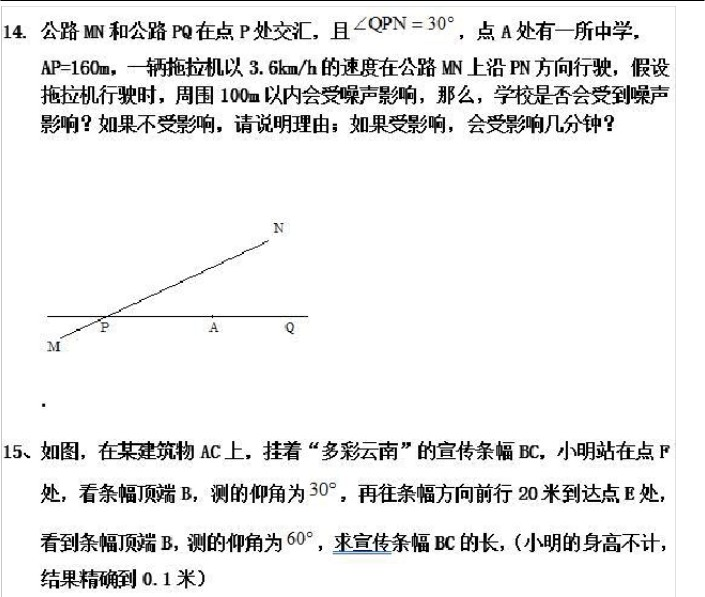 14. 公路 MN 和公路 PQ 在点 P 处交汇，且∠QPN = 30°，点 A 处有一所中学，
AP=160m，一辆拖拉机以 3.6km/h 的速度在公路 MN 上沿 PN 方向行驶，假设
拖拉机行驶时，周围 100m 以内会受噪声影响，那么，学校是否会受到噪声
影响？如果不受影响，请说明理由；如果受影响，会受影响几分钟？
N
P A Q
M
.
15、如图，在某建筑物 AC 上，挂着“多彩云南”的宣传条幅 BC，小明站在点 F
处，看条幅顶端 B，测的仰角为 30°，再往条幅方向前行 20 米到达点 E 处，
看到条幅顶端 B，测的仰角为 60°，求宣传条幅 BC 的长，（小明的身高不计，
结果精确到 0.1 米）